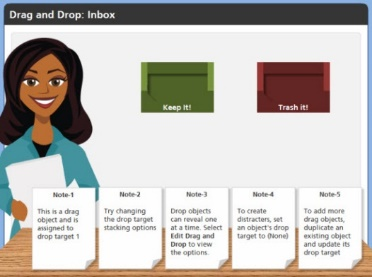 Drag and Drop: Inbox
Keep It!
Trash it!
Note-1
This is a drag
object and is
assigned to
drop target 1
Note-2
Try changing
the drop target
stacking options
Note-3
Drop objects
can reveal one
at a time. Select
Edit Drag and
Drop to view
the options.
Note-4
To create
distracters, set
an object's drop
target to (None)
Note-5
To add more
drag objects,
duplicate an
existing object
and update its
drop target